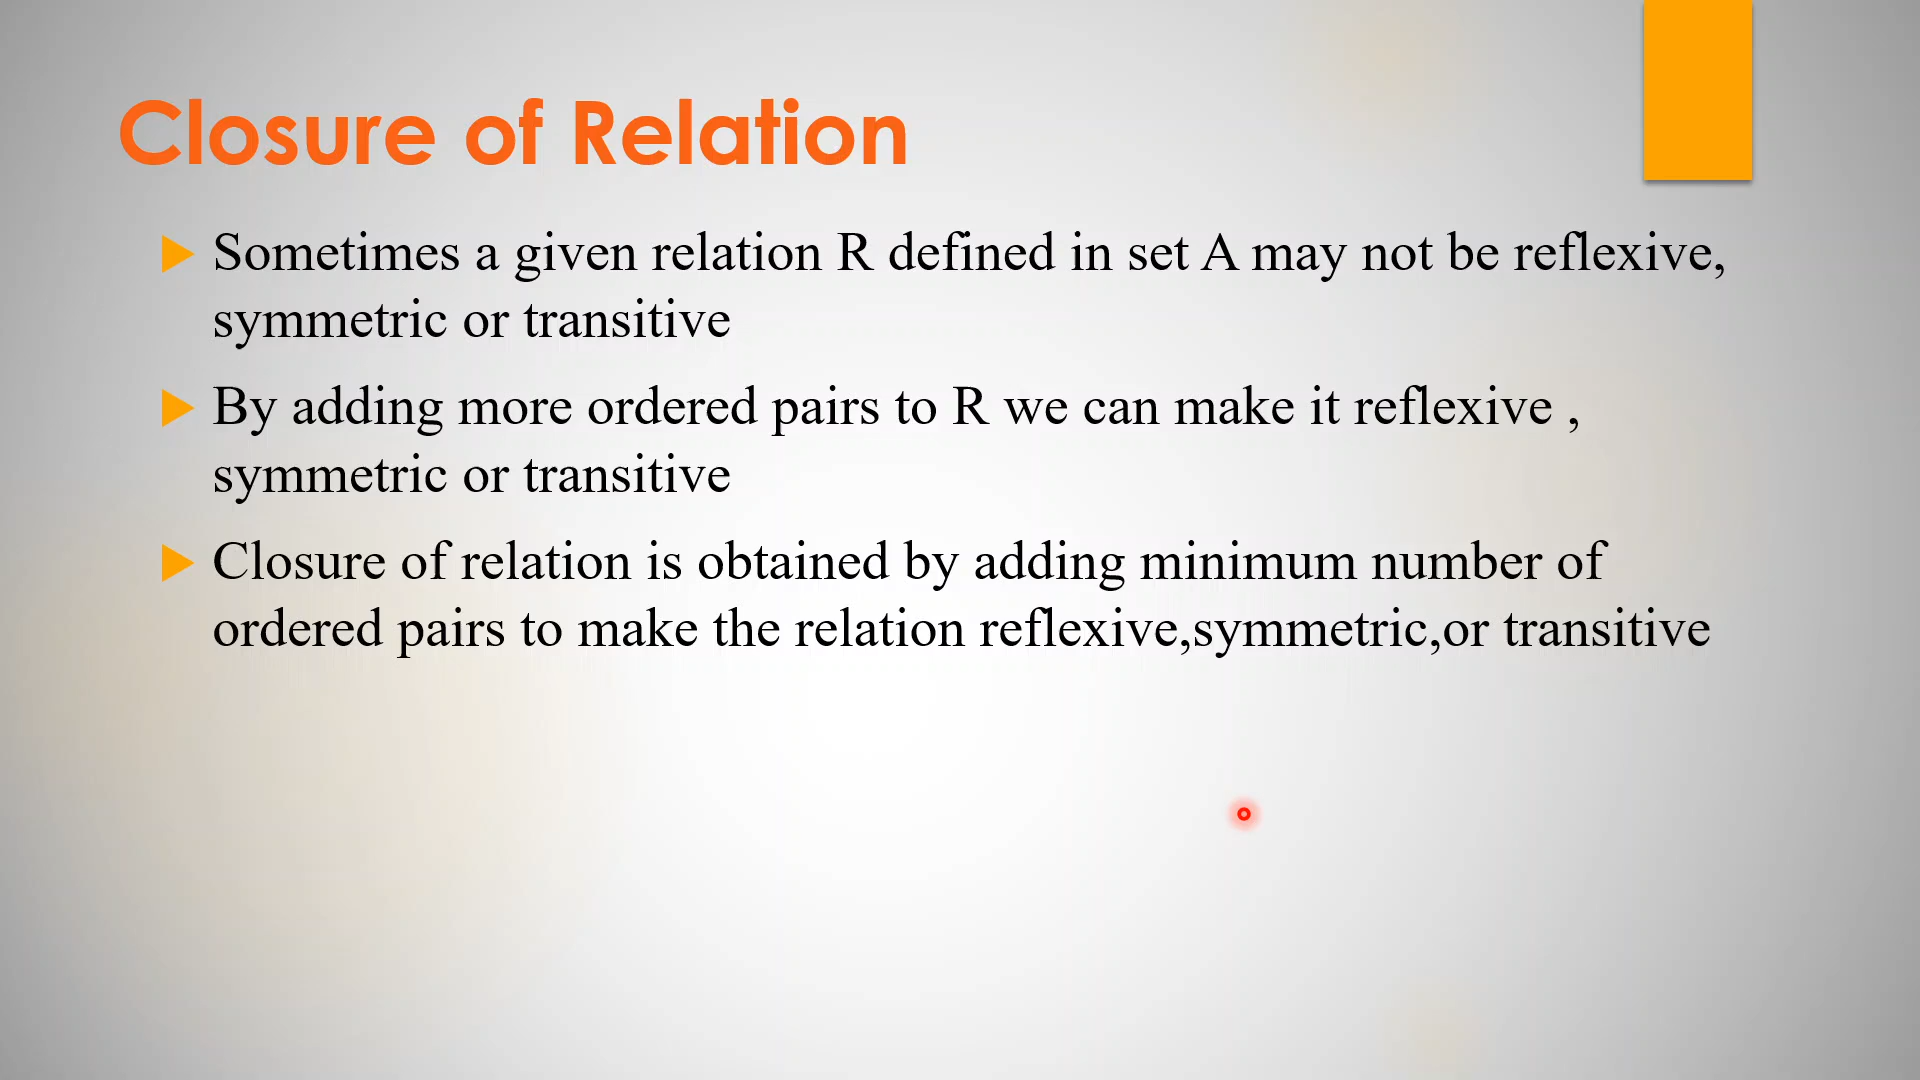 Closure of Relation
Sometimes a given relation R defined in set A may not be reflexive,
symmetric or transitive
By adding more ordered pairs to R we can make it reflexive ,
symmetric or transitive
Closure of relation is obtained by adding minimum number of
ordered pairs to make the relation reflexive,symmetric,or transitive